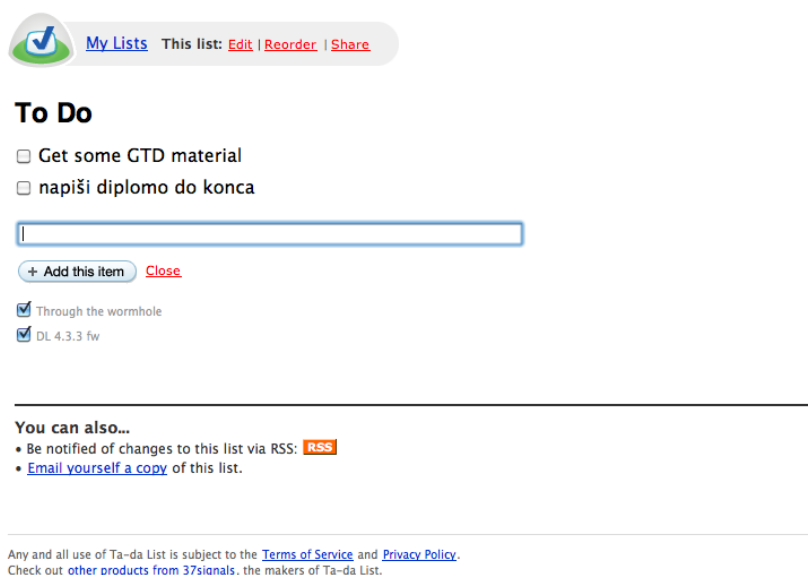 My Lists This list: Edit | Reorder | Share
To Do
Get some GTD material
napiši diplomo do konca
+ Add this item Close
Through the wormhole
DL 4.3.3 fw
You can also...
• Be notified of changes to this list via RSS: RSS
• Email yourself a copy of this list.
Any and all use of Ta-da List is subject to the Terms of Service and Privacy Policy.
Check out other products from 37signals, the makers of Ta-da List.